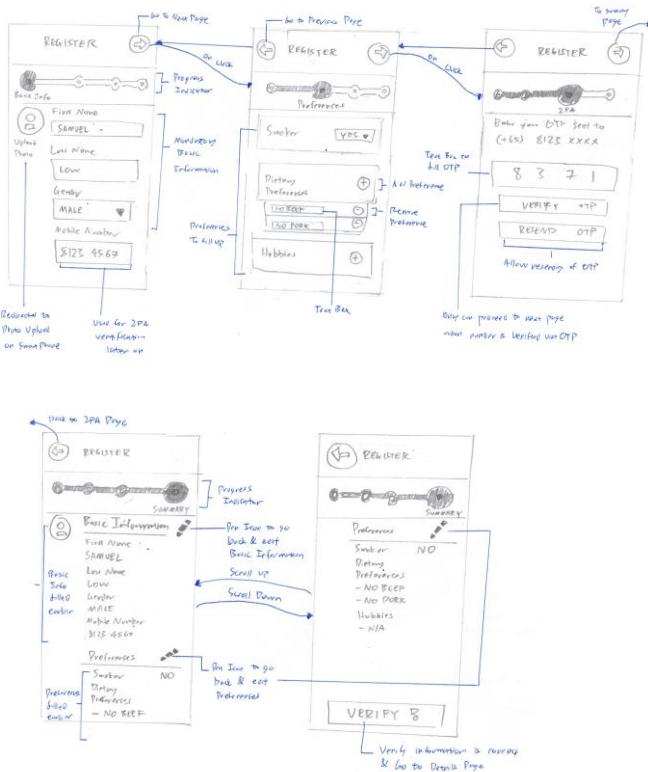 Go to Next Page
REGISTER
Progress
Indicator
Basic Info
First Name
SAMUEL
Upload
Photo
Last Name
LOW
Gender
MALE
Mobile Number
8123 4567
Mandatory
Basic
Information
Redirected to
Photo Upload
on Smart Phone
Used for 2FA
verification
later on
On Click
Go to Previous Page
REGISTER
Preferences
Smoker YES
Dietary
Preferences
Add Preference
NO BEEF
NO PORK
Remove
Preference
Hobbies
Preferences
To fill up
Text Box
On Click
To summary
page
REGISTER
2FA
Enter your OTP sent to
(+65) 8123 XXXX
Text Box to
fill OTP
8 3 7 1
VERIFY OTP
RESEND OTP
Allow resending of OTP
Only can proceed to next page
when number is verified via OTP
Back to 2FA Page
REGISTER
SUMMARY
Progress
Indicator
Basic Information
First Name
SAMUEL
Last Name
LOW
Gender
MALE
Mobile Number
8123 4567
Basic
Info
filled
earlier
Pen Icon to go
back & edit
Basic Information
Scroll up
Scroll Down
Preferences
Smoker NO
Dietary
Preferences
- NO BEEF
Preferences
filled
earlier
Pen Icon to go
back & edit
Preferences
REGISTER
SUMMARY
Preferences
Smoker NO
Dietary
Preferences
- NO BEEF
- NO PORK
Hobbies
- N/A
VERIFY
Verify information is correct
& Go to Details Page